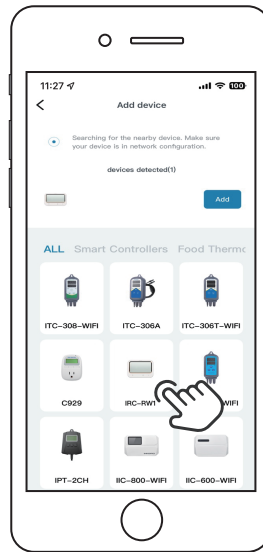 11:27
100
Add device
Searching for the nearby device. Make sure
your device is in network configuration.
devices detected(1)
Add
ALL Smart Controllers Food Thermo
ITC-308-WIFI ITC-306A ITC-306T-WIFI
C929 IRC-RW1 WIFI
IPT-2CH IIC-800-WIFI IIC-600-WIFI